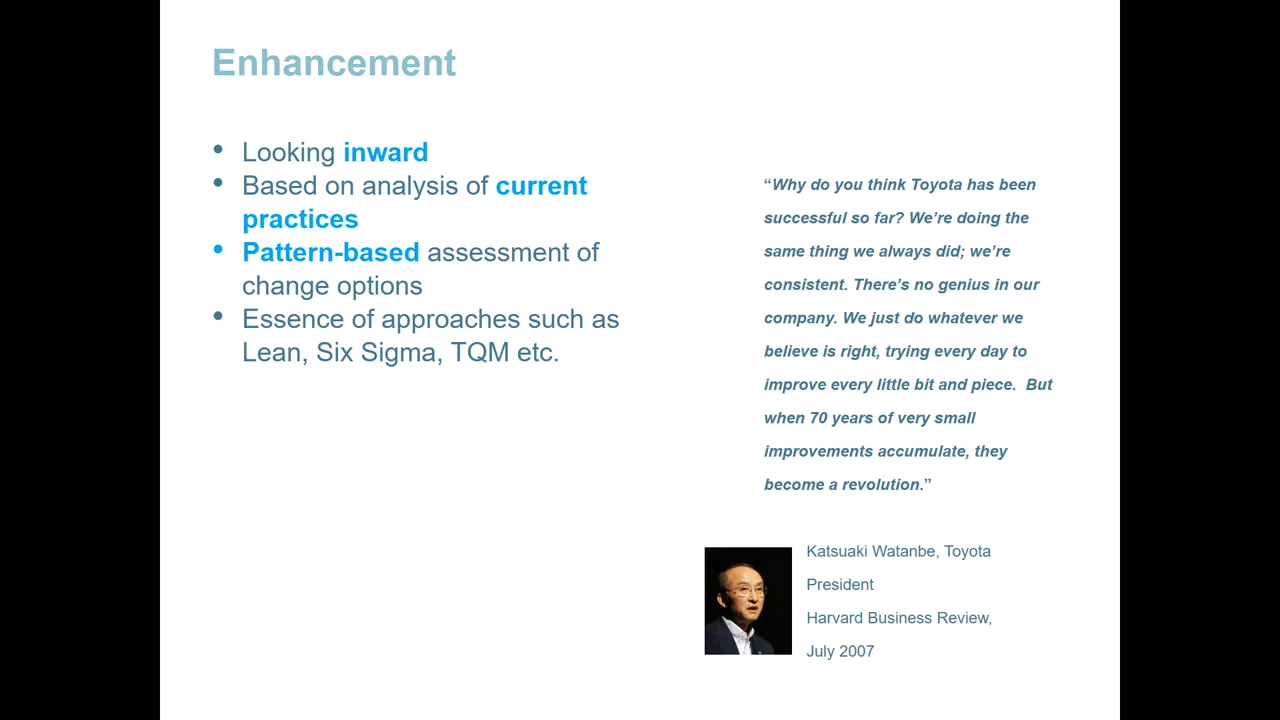 Enhancement
• Looking inward
• Based on analysis of current
practices
• Pattern-based assessment of
change options
• Essence of approaches such as
Lean, Six Sigma, TQM etc.
“Why do you think Toyota has been
successful so far? We’re doing the
same thing we always did; we’re
consistent. There’s no genius in our
company. We just do whatever we
believe is right, trying every day to
improve every little bit and piece.  But
when 70 years of very small
improvements accumulate, they
become a revolution.”
Katsuaki Watanbe, Toyota
President
Harvard Business Review,
July 2007